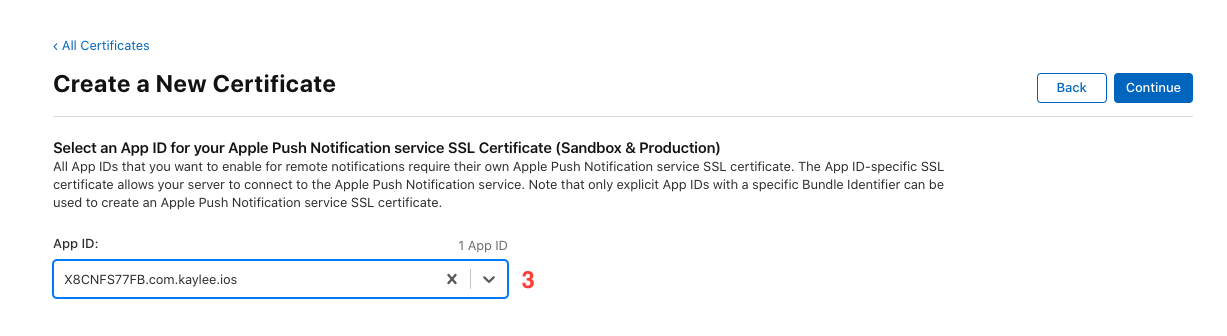 ‹ All Certificates
Create a New Certificate
Back
Continue
Select an App ID for your Apple Push Notification service SSL Certificate (Sandbox & Production)
All App IDs that you want to enable for remote notifications require their own Apple Push Notification service SSL certificate. The App ID-specific SSL
certificate allows your server to connect to the Apple Push Notification service. Note that only explicit App IDs with a specific Bundle Identifier can be
used to create an Apple Push Notification service SSL certificate.
App ID:
1 App ID
X8CNFS77FB.com.kaylee.ios
3